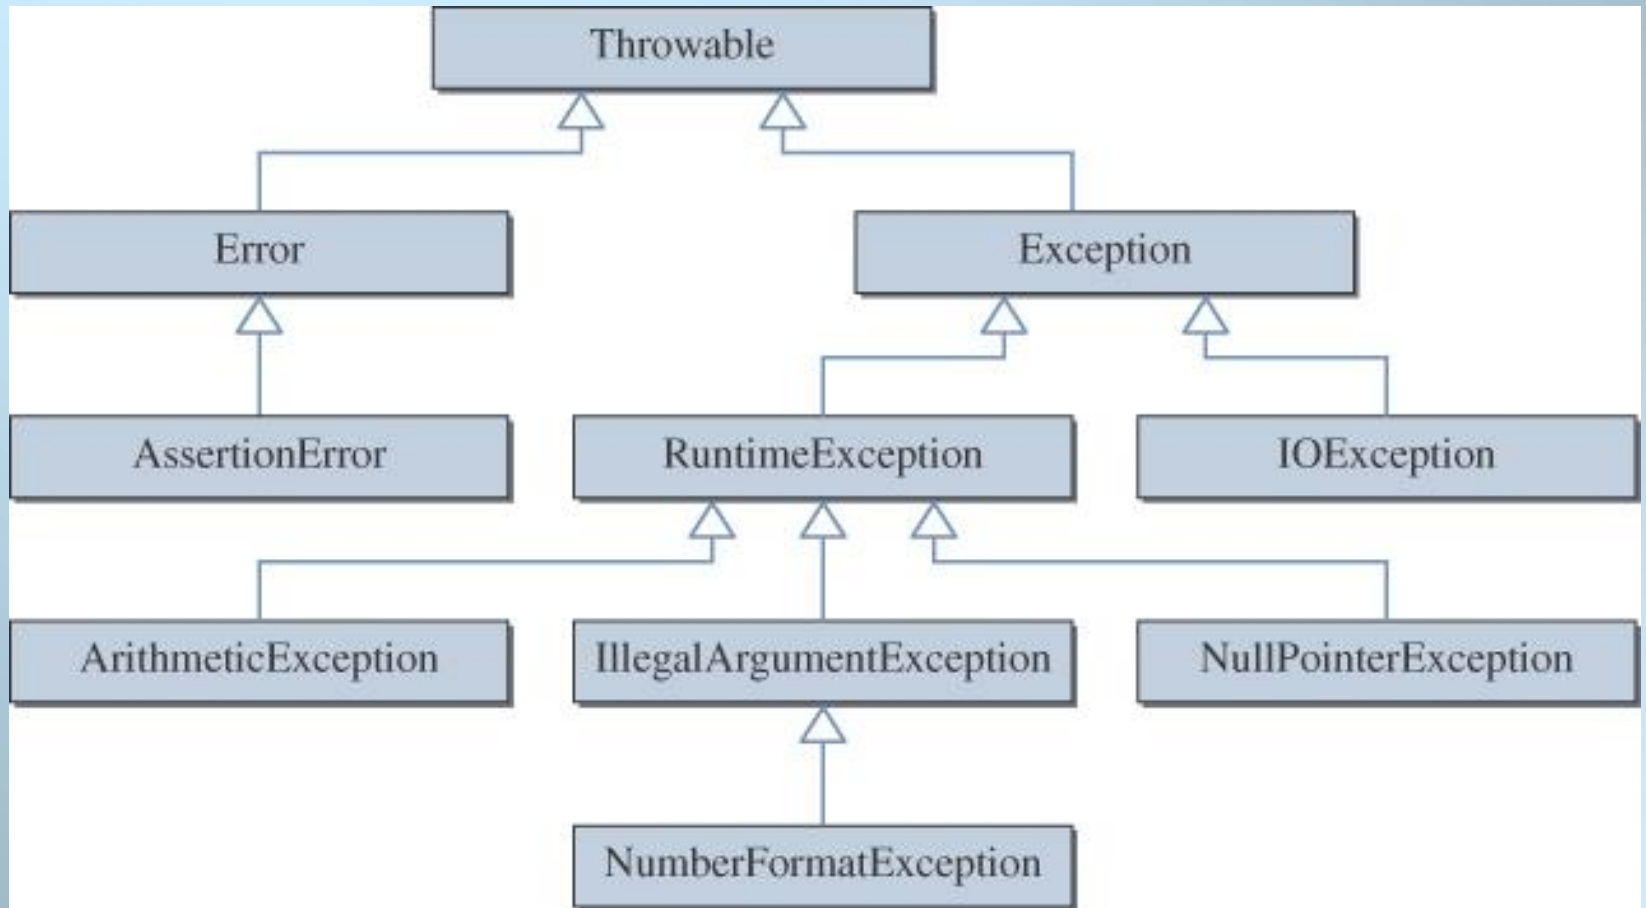 Throwable
Error
Exception
AssertionError
RuntimeException
IOException
ArithmeticException
IllegalArgumentException
NullPointerException
NumberFormatException